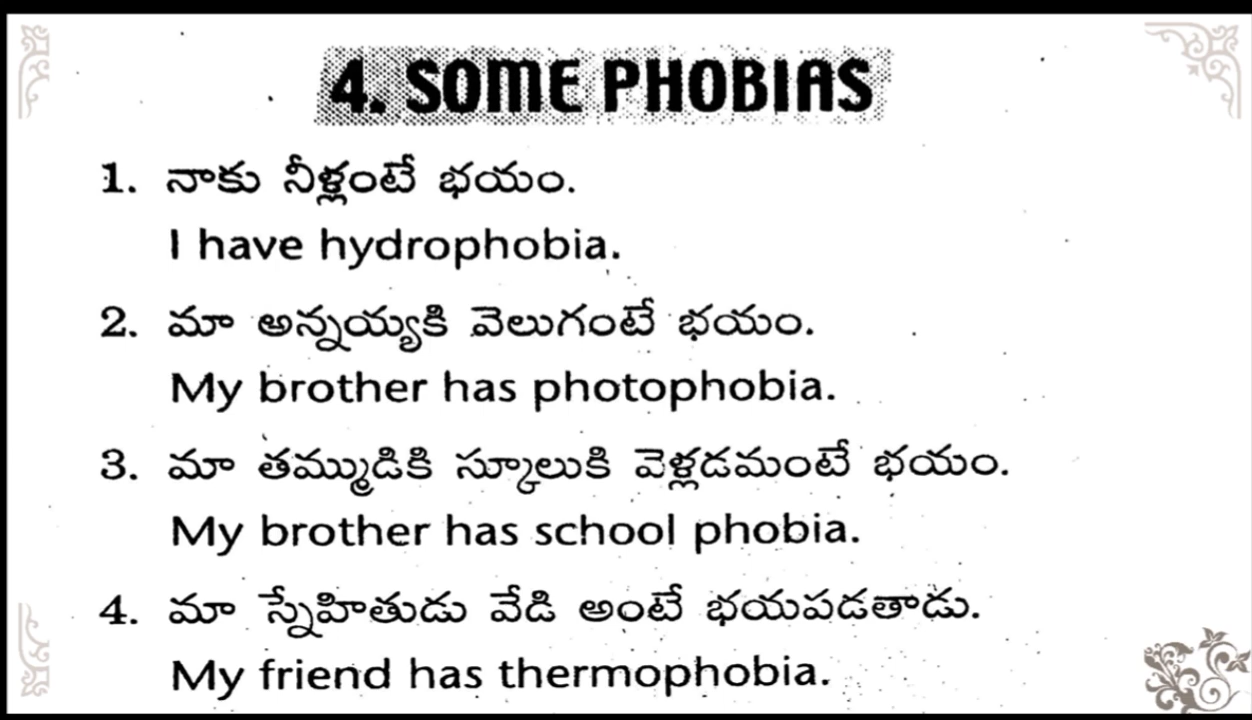 4. SOME PHOBIAS
1. నాకు నీళ్లంటే భయం.
I have hydrophobia.
2. మా అన్నయ్యకి వెలుగంటే భయం.
My brother has photophobia.
3. మా తమ్ముడికి స్కూలుకి వెళ్లడమంటే భయం.
My brother has school phobia.
4. మా స్నేహితుడు వేడి అంటే భయపడతాడు.
My friend has thermophobia.